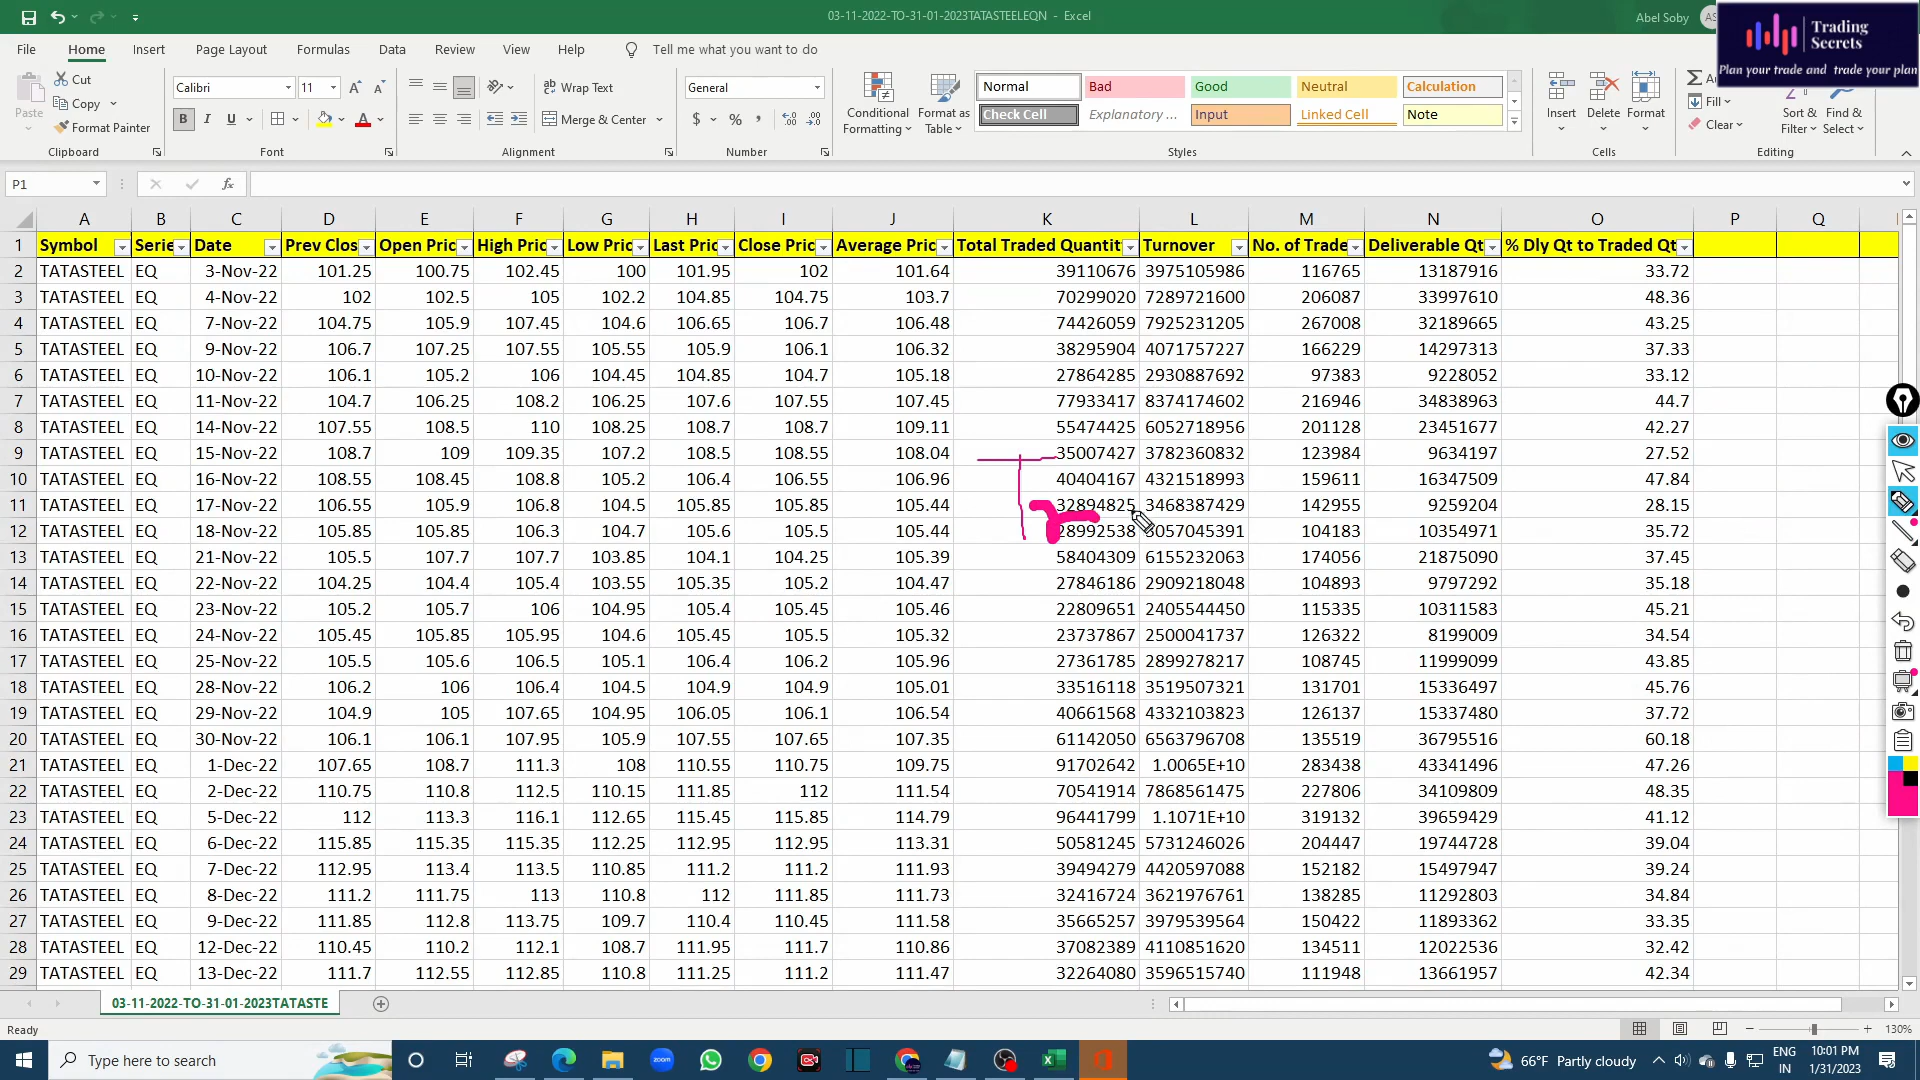 03-11-2022-TO-31-01-2023TATASTEELEQN - Excel
Abel Soby
Trading
Secrets
Plan your trade and trade your plan
File Home Insert Page Layout Formulas Data Review View Help Tell me what you want to do
Paste
Cut
Copy
Format Painter
Clipboard
Calibri 11
B I U
Font
Wrap Text
Merge & Center
Alignment
General
$ % ,
Number
Conditional
Formatting
Format as
Table
Normal Bad Good Neutral Calculation
Check Cell Explanatory ... Input Linked Cell Note
Styles
Insert Delete Format
Cells
Fill
Clear
Sort &
Filter
Find &
Select
Editing
P1
fx
A B C D E F G H I J K L M N O P Q
1 Symbol Serie Date Prev Clos Open Pric High Pric Low Pric Last Pric Close Pric Average Pric Total Traded Quantit Turnover No. of Trade Deliverable Qt % Dly Qt to Traded Qt
2 TATASTEEL EQ 3-Nov-22 101.25 100.75 102.45 100 101.95 102 101.64 39110676 3975105986 116765 13187916 33.72
3 TATASTEEL EQ 4-Nov-22 102 102.5 105 102.2 104.85 104.75 103.7 70299020 7289721600 206087 33997610 48.36
4 TATASTEEL EQ 7-Nov-22 104.75 105.9 107.45 104.6 106.65 106.7 106.48 74426059 7925231205 267008 32189665 43.25
5 TATASTEEL EQ 9-Nov-22 106.7 107.25 107.55 105.55 105.9 106.1 106.32 38295904 4071757227 166229 14297313 37.33
6 TATASTEEL EQ 10-Nov-22 106.1 105.2 106 104.45 104.85 104.7 105.18 27864285 2930887692 97383 9228052 33.12
7 TATASTEEL EQ 11-Nov-22 104.7 106.25 108.2 106.25 107.6 107.55 107.45 77933417 8374174602 216946 34838963 44.7
8 TATASTEEL EQ 14-Nov-22 107.55 108.5 110 108.25 108.7 108.7 109.11 55474425 6052718956 201128 23451677 42.27
9 TATASTEEL EQ 15-Nov-22 108.7 109 109.35 107.2 108.5 108.55 108.04 35007427 3782360832 123984 9634197 27.52
10 TATASTEEL EQ 16-Nov-22 108.55 108.45 108.8 105.2 106.4 106.55 106.96 40404167 4321518993 159611 16347509 47.84
11 TATASTEEL EQ 17-Nov-22 106.55 105.9 106.8 104.5 105.85 105.85 105.44 32894825 3468387429 142955 9259204 28.15
12 TATASTEEL EQ 18-Nov-22 105.85 105.85 106.3 104.7 105.6 105.5 105.44 28992538 3057045391 104183 10354971 35.72
13 TATASTEEL EQ 21-Nov-22 105.5 107.7 107.7 103.85 104.1 104.25 105.39 58404309 6155232063 174056 21875090 37.45
14 TATASTEEL EQ 22-Nov-22 104.25 104.4 105.4 103.55 105.35 105.2 104.47 27846186 2909218048 104893 9797292 35.18
15 TATASTEEL EQ 23-Nov-22 105.2 105.7 106 104.95 105.4 105.45 105.46 22809651 2405544450 115335 10311583 45.21
16 TATASTEEL EQ 24-Nov-22 105.45 105.85 105.95 104.6 105.45 105.5 105.32 23737867 2500041737 126322 8199009 34.54
17 TATASTEEL EQ 25-Nov-22 105.5 105.6 106.5 105.1 106.4 106.2 105.96 27361785 2899278217 108745 11999099 43.85
18 TATASTEEL EQ 28-Nov-22 106.2 106 106.4 104.5 104.9 104.9 105.01 33516118 3519507321 131701 15336497 45.76
19 TATASTEEL EQ 29-Nov-22 104.9 105 107.65 104.95 106.05 106.1 106.54 40661568 4332103823 126137 15337480 37.72
20 TATASTEEL EQ 30-Nov-22 106.1 106.1 107.95 105.9 107.55 107.65 107.35 61142050 6563796708 135519 36795516 60.18
21 TATASTEEL EQ 1-Dec-22 107.65 108.7 111.3 108 110.55 110.75 109.75 91702642 1.0065E+10 283438 43341496 47.26
22 TATASTEEL EQ 2-Dec-22 110.75 110.8 112.5 110.15 111.85 112 111.54 70541914 7868561475 227806 34109809 48.35
23 TATASTEEL EQ 5-Dec-22 112 113.3 116.1 112.65 115.45 115.85 114.79 96441799 1.1071E+10 319132 39659429 41.12
24 TATASTEEL EQ 6-Dec-22 115.85 115.35 115.35 112.25 112.95 112.95 113.31 50581245 5731246026 204447 19744728 39.04
25 TATASTEEL EQ 7-Dec-22 112.95 113.4 113.5 110.85 111.2 111.2 111.93 39494279 4420597088 152182 15497947 39.24
26 TATASTEEL EQ 8-Dec-22 111.2 111.75 113 110.8 112 111.85 111.73 32416724 3621976761 138285 11292803 34.84
27 TATASTEEL EQ 9-Dec-22 111.85 112.8 113.75 109.7 110.4 110.45 111.58 35665257 3979539564 150422 11893362 33.35
28 TATASTEEL EQ 12-Dec-22 110.45 110.2 112.1 108.7 111.95 111.7 110.86 37082389 4110851620 134511 12022536 32.42
29 TATASTEEL EQ 13-Dec-22 111.7 112.55 112.85 110.8 111.25 111.2 111.47 32264080 3596515740 111948 13661957 42.34
03-11-2022-TO-31-01-2023TATASTE
Ready
130%
Type here to search
66°F Partly cloudy
ENG
IN
10:01 PM
1/31/2023